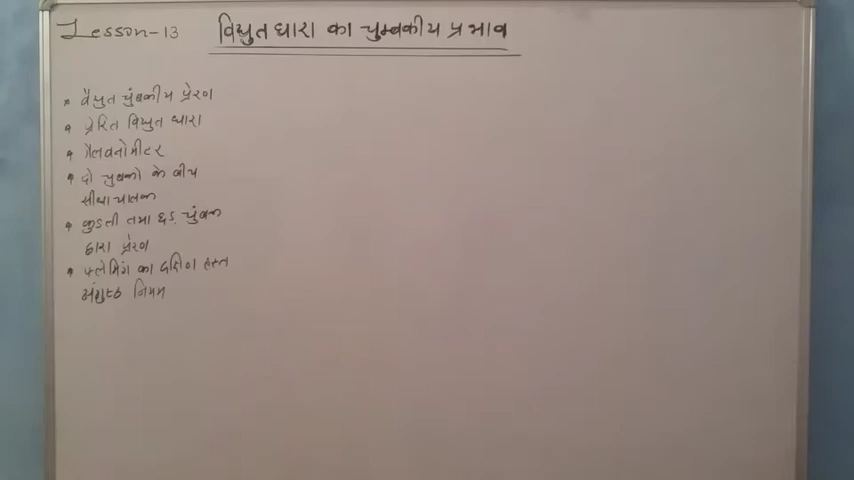 Lesson-13 विद्युत धारा का चुम्बकीय प्रभाव
* वैधुत चुंबकीय प्रेरण
* प्रेरित विद्युत धारा
* गैलवनोमीटर
* दो चुबको के बीच
सीधा चालक
* कुडली तथा छड़ चुंबक
द्वारा प्रेरण
* फ्लेमिंग का दक्षिण हस्त
अंगुष्ठ नियम